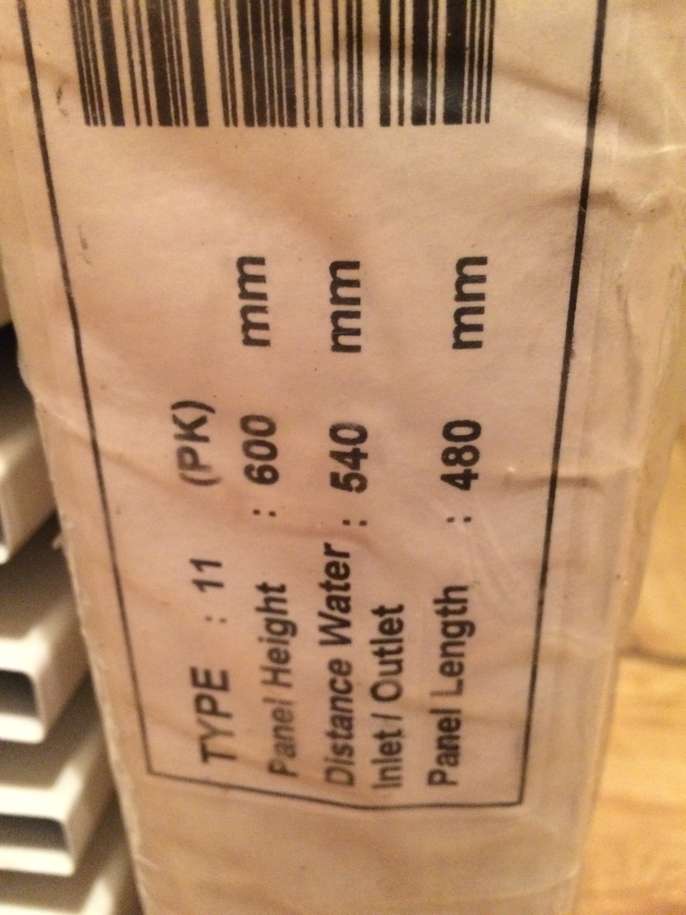 TYPE : 11 (PK)
Panel Height : 600 mm
Distance Water : 540 mm
Inlet / Outlet
Panel Length : 480 mm